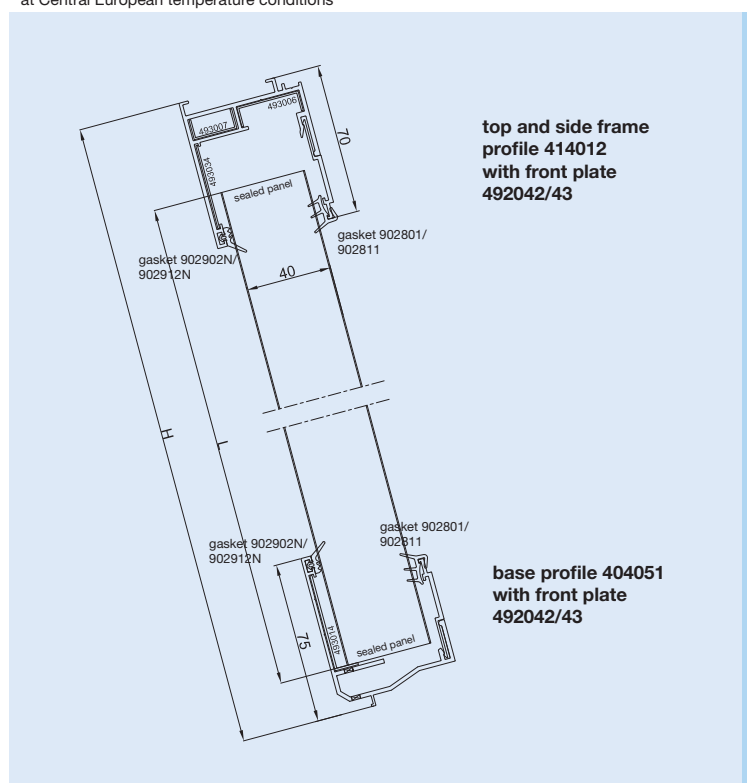 at Central European temperature conditions
493006
493007
70
top and side frame
profile 414012
with front plate
492042/43
493034
sealed panel
gasket 902801/
902811
gasket 902902N/
902912N
40
H
L
gasket 902801/
902811
gasket 902902N/
902912N
base profile 404051
with front plate
492042/43
493014
75
sealed panel